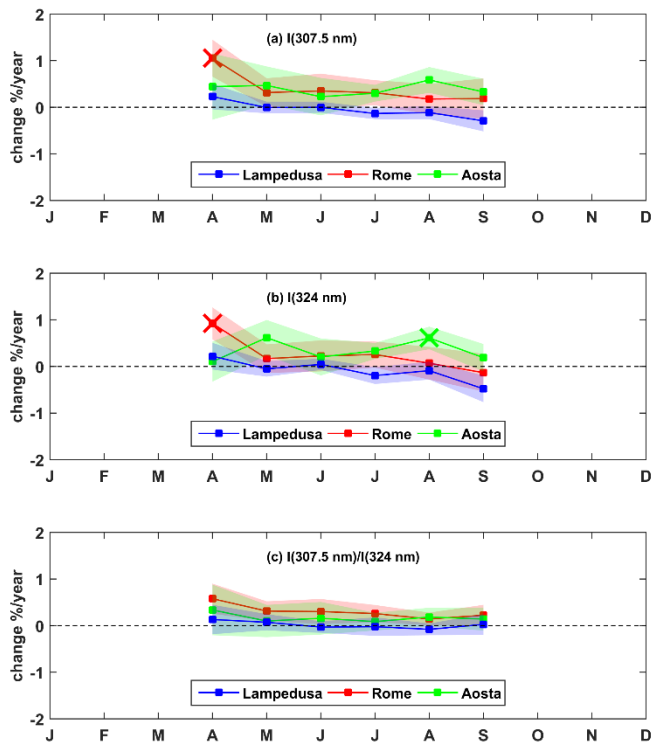 (a) I(307.5 nm)
change %/year
2
1
0
-1
-2
Lampedusa Rome Aosta
J F M A M J J A S O N D
(b) I(324 nm)
change %/year
2
1
0
-1
-2
Lampedusa Rome Aosta
J F M A M J J A S O N D
(c) I(307.5 nm)/I(324 nm)
change %/year
2
1
0
-1
-2
Lampedusa Rome Aosta
J F M A M J J A S O N D